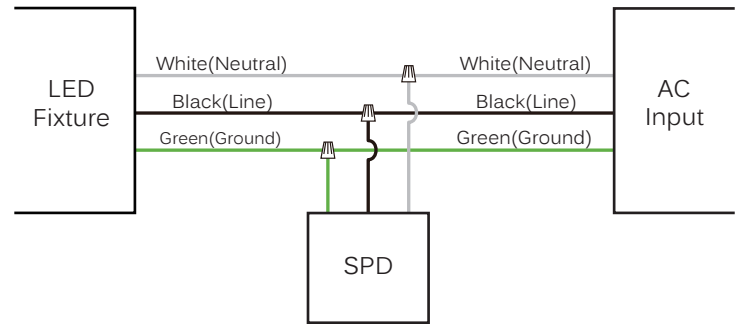 White(Neutral) White(Neutral)
LED
Fixture
Black(Line) Black(Line)
AC
Input
Green(Ground) Green(Ground)
SPD